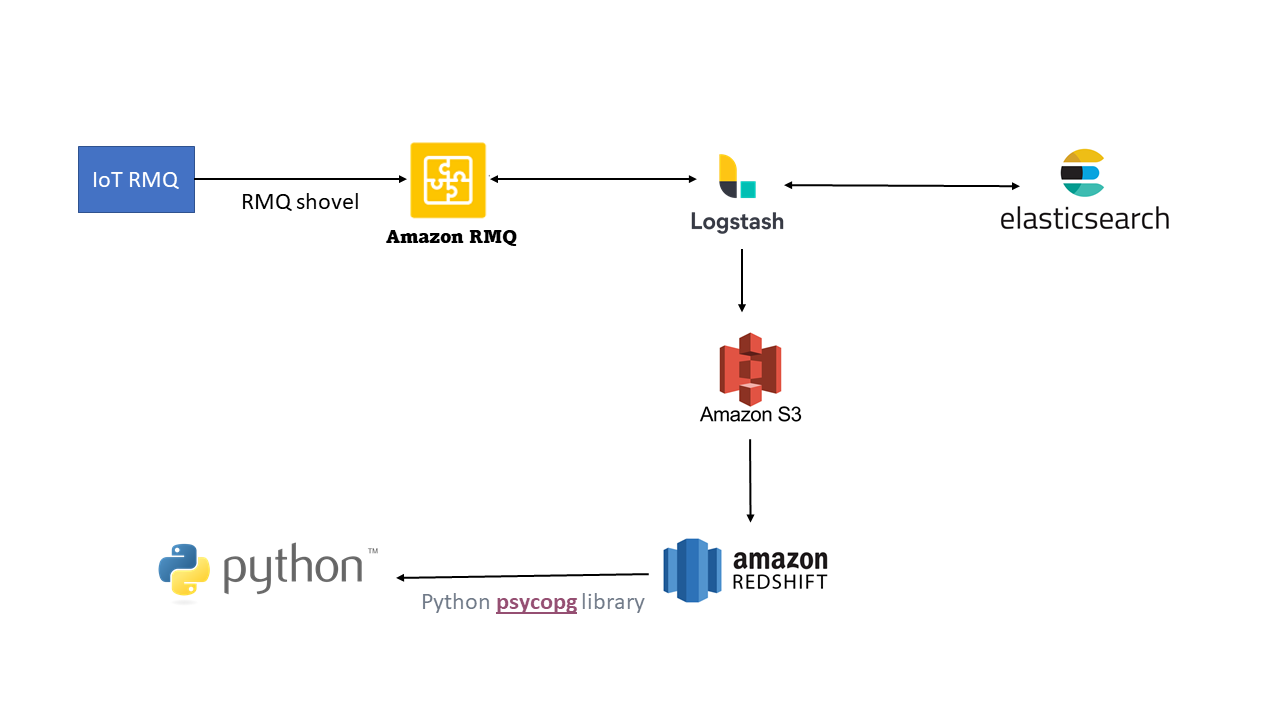 IoT RMQ
RMQ shovel
Amazon RMQ
Logstash
elasticsearch
Amazon S3
python™
amazon
REDSHIFT
Python psycopg library